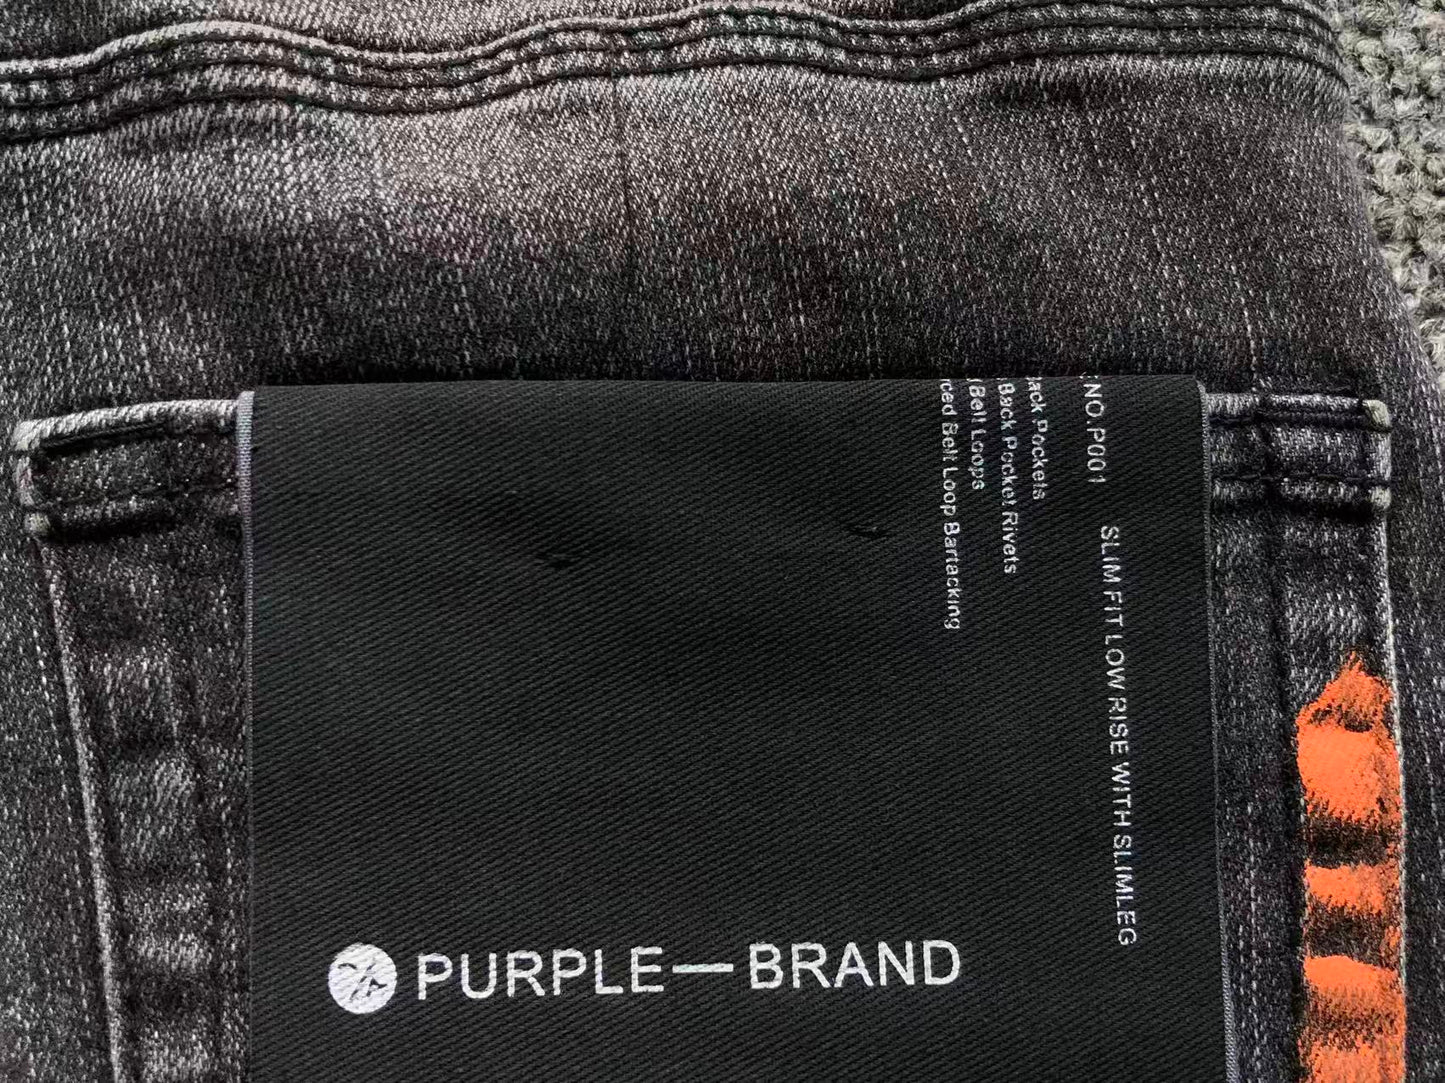 PURPLE—BRAND
NO.P001 SLIM FIT LOW RISE WITH SLIMLEG
Pockets
Back Pocket Rivets
Belt Loops
Belt Loop Bartacking